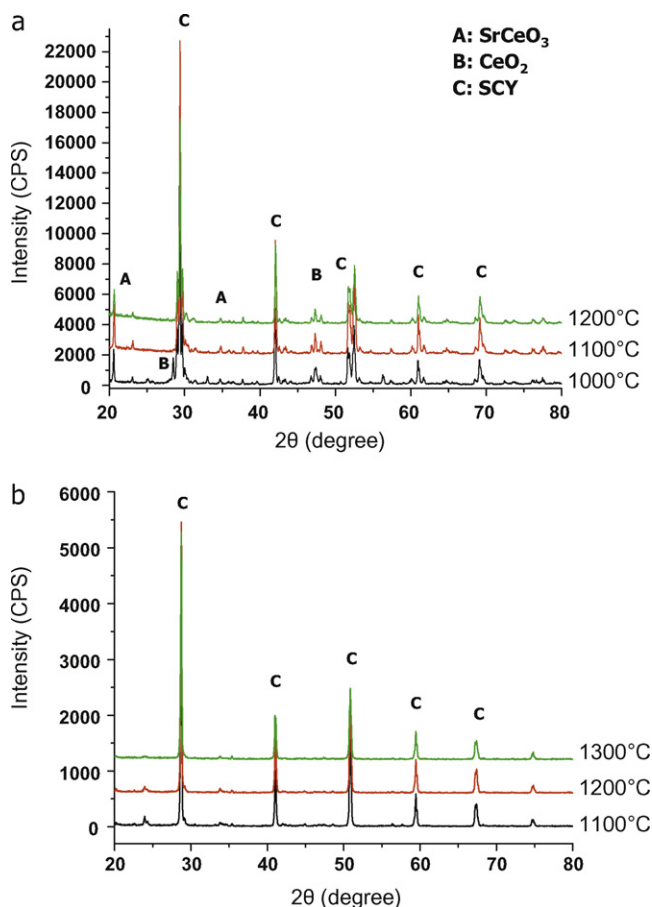 a
C
A: SrCeO₃
B: CeO₂
C: SCY
22000
20000
18000
16000
14000
12000
10000
8000
6000
4000
2000
0
Intensity (CPS)
A
B
A
C
B
C
C
C
1200°C
1100°C
1000°C
20 30 40 50 60 70 80
2θ (degree)
b
6000
5000
4000
3000
2000
1000
0
Intensity (CPS)
C
C
C
C
C
1300°C
1200°C
1100°C
20 30 40 50 60 70 80
2θ (degree)